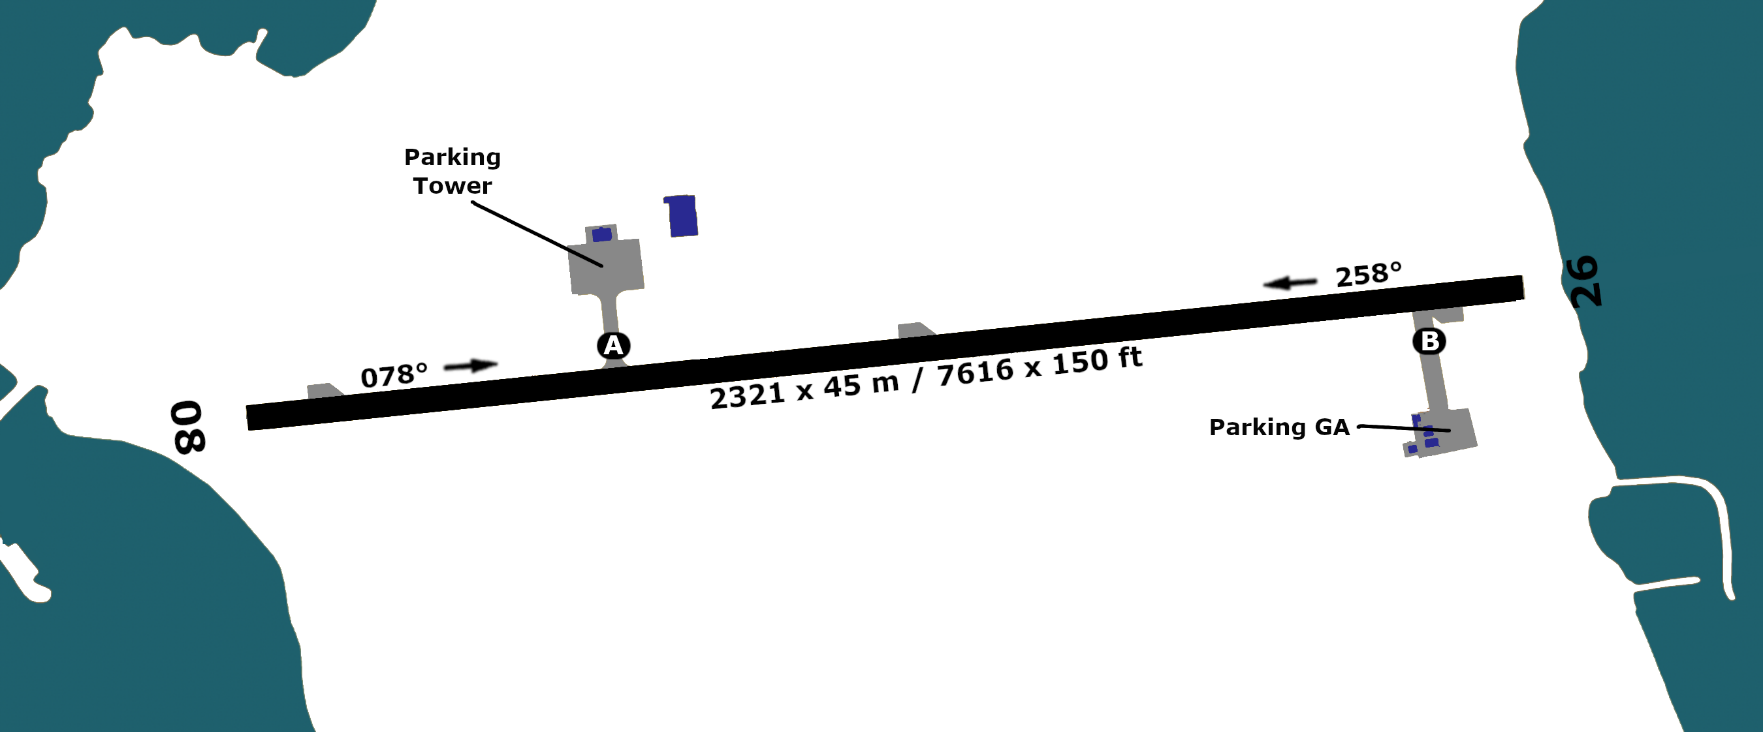 Parking
Tower
A
078°
08
2321 x 45 m / 7616 x 150 ft
258°
26
B
Parking GA